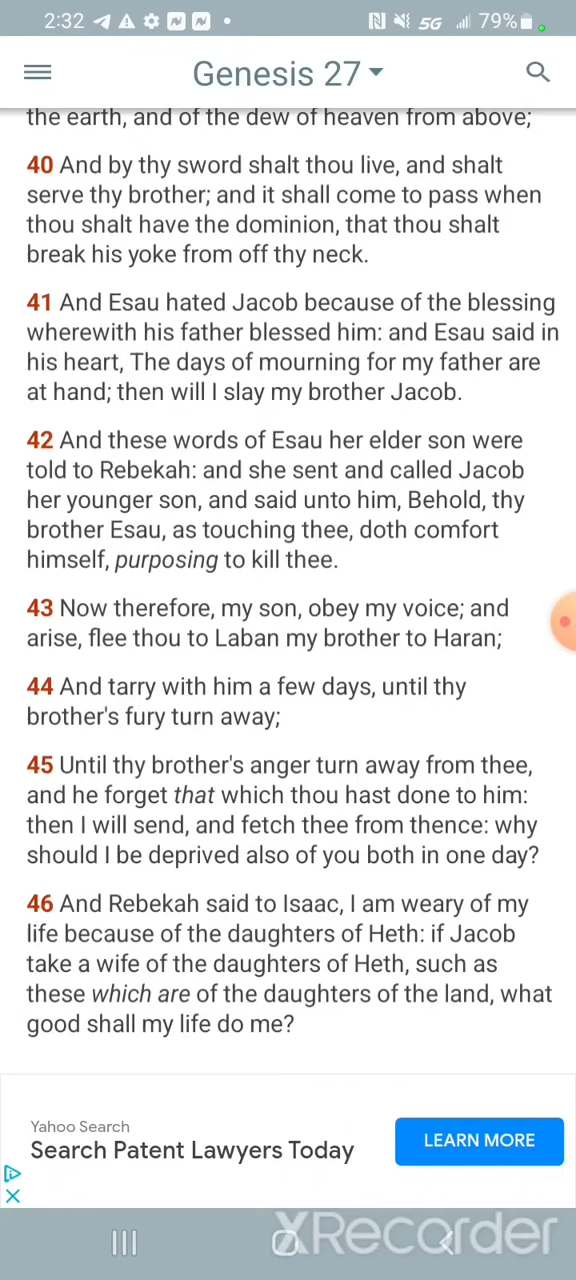 2:32 5G 79%
Genesis 27
the earth, and of the dew of heaven from above;
40 And by thy sword shalt thou live, and shalt
serve thy brother; and it shall come to pass when
thou shalt have the dominion, that thou shalt
break his yoke from off thy neck.
41 And Esau hated Jacob because of the blessing
wherewith his father blessed him: and Esau said in
his heart, The days of mourning for my father are
at hand; then will I slay my brother Jacob.
42 And these words of Esau her elder son were
told to Rebekah: and she sent and called Jacob
her younger son, and said unto him, Behold, thy
brother Esau, as touching thee, doth comfort
himself, purposing to kill thee.
43 Now therefore, my son, obey my voice; and
arise, flee thou to Laban my brother to Haran;
44 And tarry with him a few days, until thy
brother's fury turn away;
45 Until thy brother's anger turn away from thee,
and he forget that which thou hast done to him:
then I will send, and fetch thee from thence: why
should I be deprived also of you both in one day?
46 And Rebekah said to Isaac, I am weary of my
life because of the daughters of Heth: if Jacob
take a wife of the daughters of Heth, such as
these which are of the daughters of the land, what
good shall my life do me?
Yahoo Search
Search Patent Lawyers Today
LEARN MORE
XRecorder